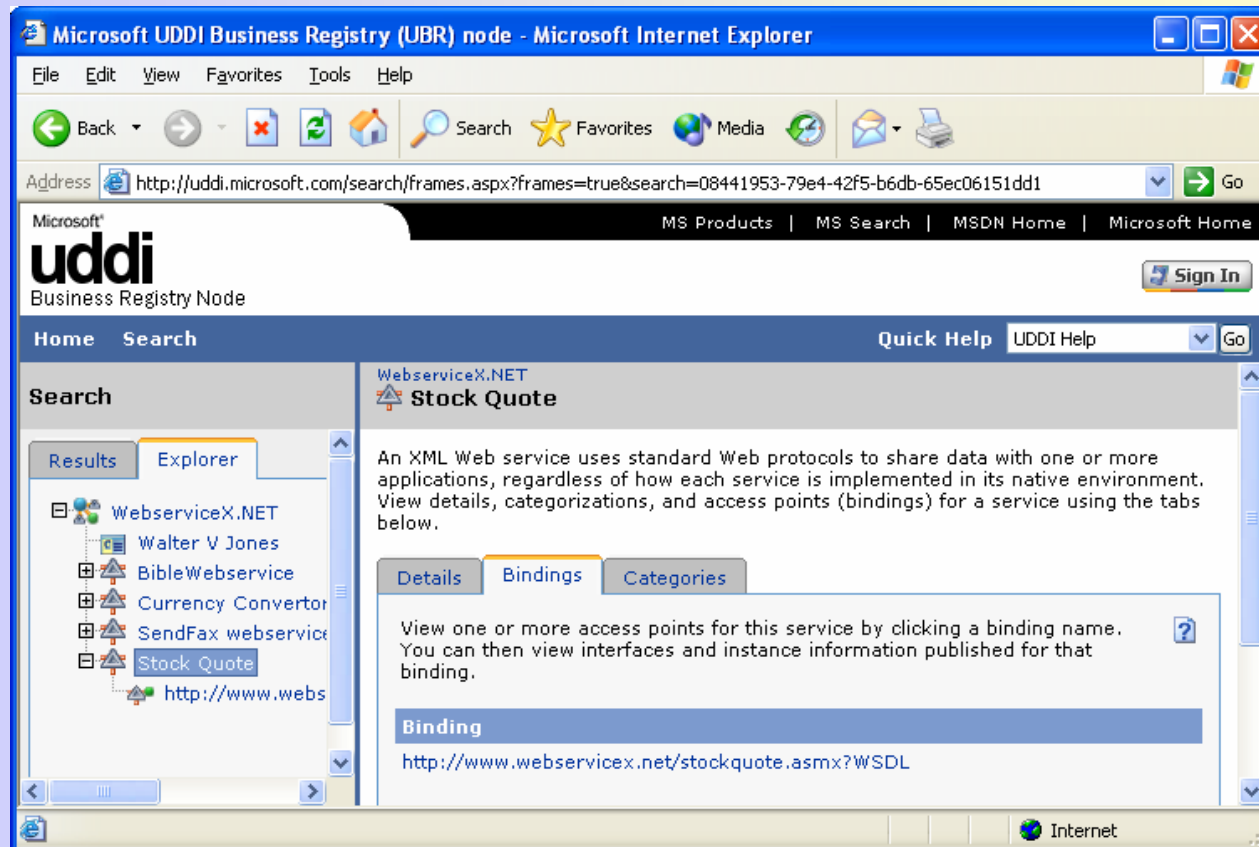 Microsoft UDDI Business Registry (UBR) node - Microsoft Internet Explorer
File Edit View Favorites Tools Help
Back Search Favorites Media
Address http://uddi.microsoft.com/search/frames.aspx?frames=true&search=08441953-79e4-42f5-b6db-65ec06151dd1 Go
MS Products | MS Search | MSDN Home | Microsoft Home
Microsoft
uddi
Business Registry Node
Sign In
Home Search Quick Help UDDI Help Go
Search
Results Explorer
WebserviceX.NET
Walter V Jones
BibleWebservice
Currency Convertor
SendFax webservice
Stock Quote
http://www.webs
WebserviceX.NET
Stock Quote
An XML Web service uses standard Web protocols to share data with one or more
applications, regardless of how each service is implemented in its native environment.
View details, categorizations, and access points (bindings) for a service using the tabs
below.
Details Bindings Categories
View one or more access points for this service by clicking a binding name.
You can then view interfaces and instance information published for that
binding.
Binding
http://www.webservicex.net/stockquote.asmx?WSDL
Internet